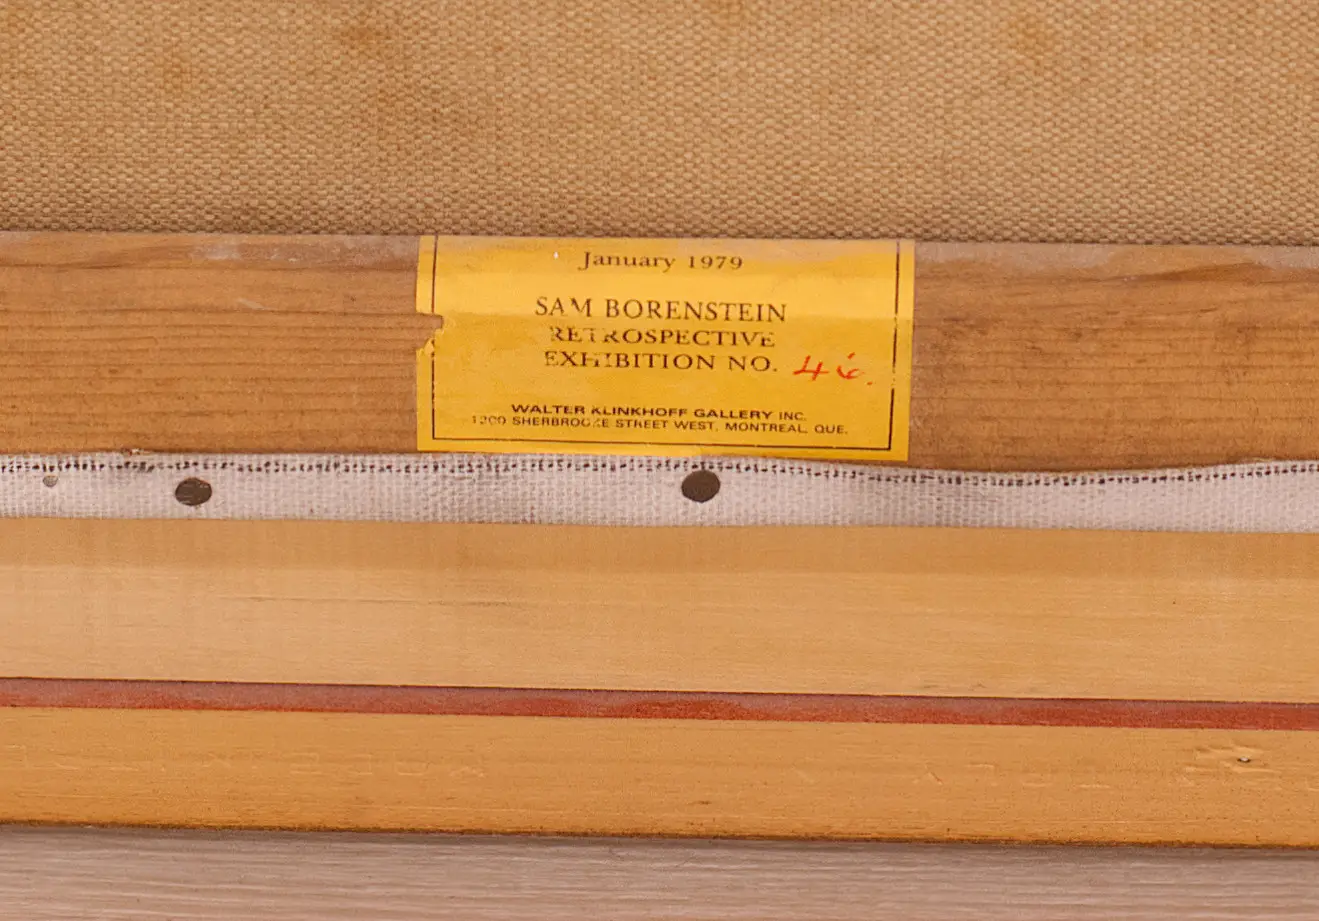 January 1979
SAM BORENSTEIN
RETROSPECTIVE
EXHIBITION NO. 46.
WALTER KLINKHOFF GALLERY INC.
1200 SHERBROOKE STREET WEST, MONTREAL, QUE.